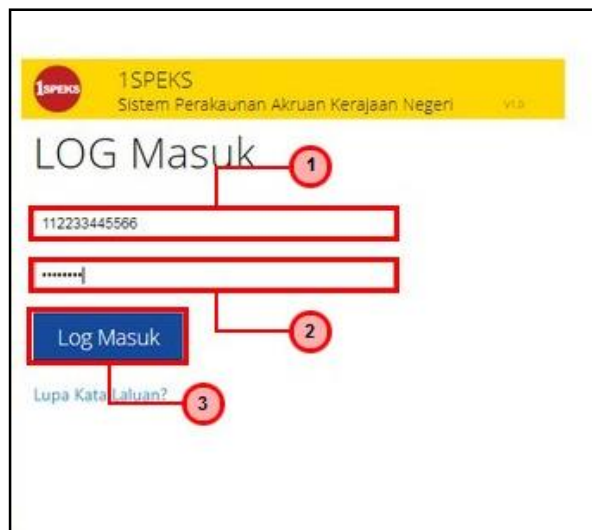 1SPEKS
1SPEKS
Sistem Perakaunan Akruan Kerajaan Negeri v1.0
LOG Masuk
1
112233445566
••••••••
Log Masuk
2
Lupa Kata Laluan?
3